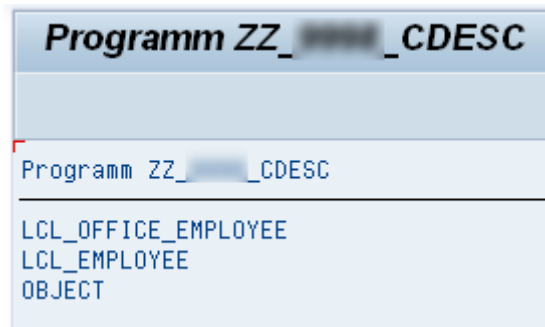 Programm ZZ_ _CDESC
Programm ZZ_ _CDESC
LCL_OFFICE_EMPLOYEE
LCL_EMPLOYEE
OBJECT